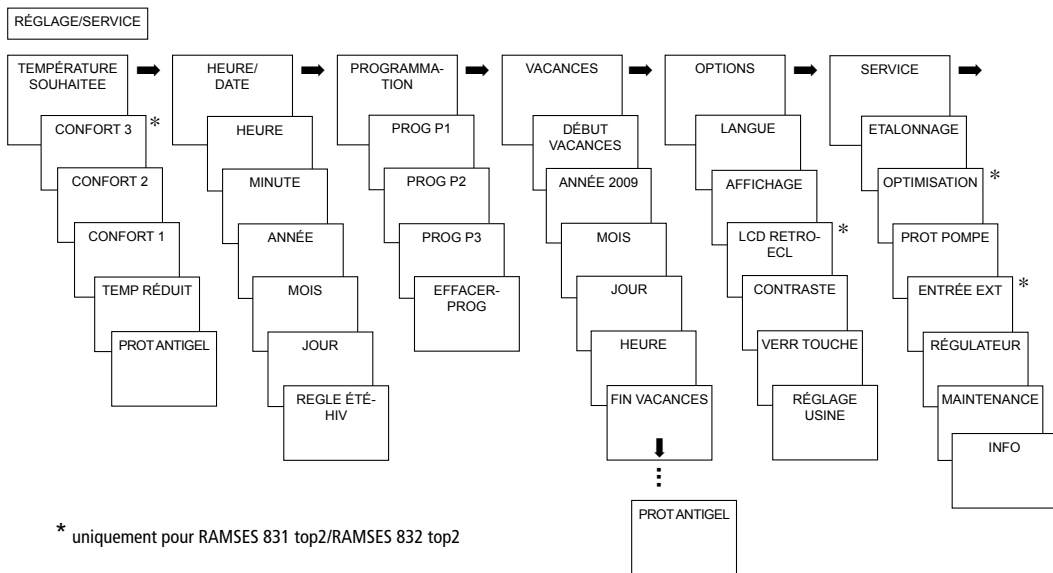 RÉGLAGE/SERVICE
TEMPÉRATURE
SOUHAITEE
CONFORT 3 *
CONFORT 2
CONFORT 1
TEMP RÉDUIT
PROT ANTIGEL
HEURE/
DATE
HEURE
MINUTE
ANNÉE
MOIS
JOUR
REGLE ÉTÉ-
HIV
PROGRAMMA-
TION
PROG P1
PROG P2
PROG P3
EFFACER-
PROG
VACANCES
DÉBUT
VACANCES
ANNÉE 2009
MOIS
JOUR
HEURE
FIN VACANCES
PROT ANTIGEL
OPTIONS
LANGUE
AFFICHAGE
LCD RETRO- *
ECL
CONTRASTE
VERR TOUCHE
RÉGLAGE
USINE
SERVICE
ETALONNAGE
OPTIMISATION *
PROT POMPE
ENTRÉE EXT *
RÉGULATEUR
MAINTENANCE
INFO
* uniquement pour RAMSES 831 top2/RAMSES 832 top2